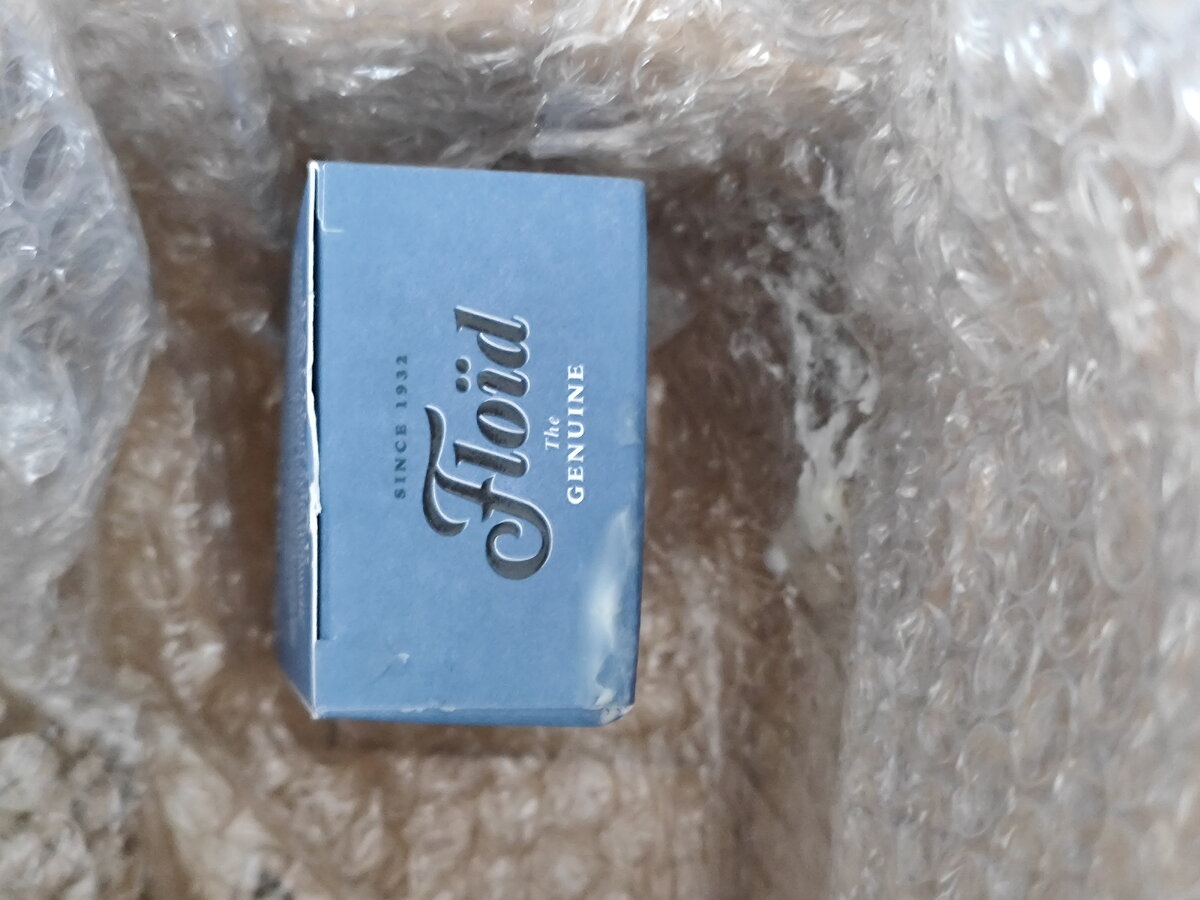 SINCE 1932
Floïd
The
GENUINE